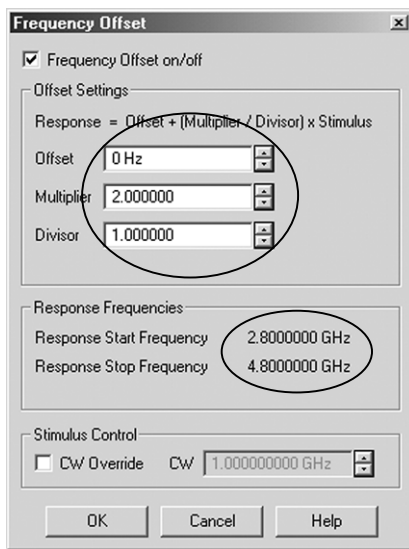 Frequency Offset
Frequency Offset on/off
Offset Settings
Response = Offset + (Multiplier / Divisor) x Stimulus
Offset 0 Hz
Multiplier 2.000000
Divisor 1.000000
Response Frequencies
Response Start Frequency 2.8000000 GHz
Response Stop Frequency 4.8000000 GHz
Stimulus Control
CW Override CW 1.000000000 GHz
OK Cancel Help